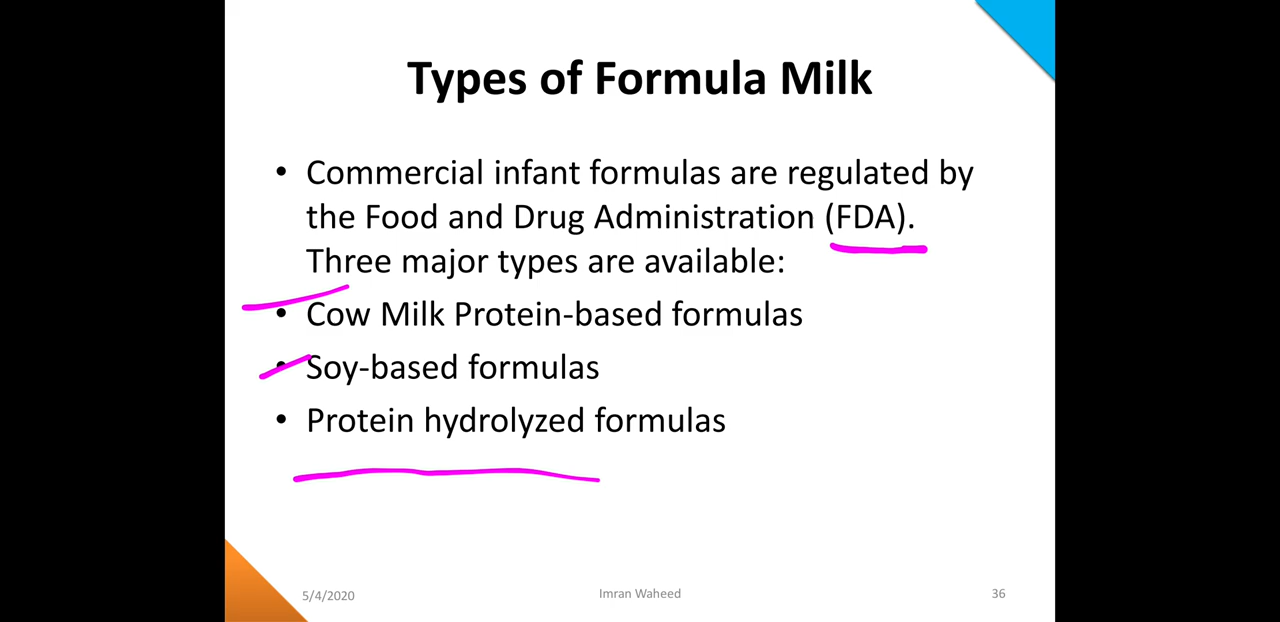 Types of Formula Milk
• Commercial infant formulas are regulated by
the Food and Drug Administration (FDA).
Three major types are available:
• Cow Milk Protein-based formulas
• Soy-based formulas
• Protein hydrolyzed formulas
5/4/2020 Imran Waheed 36